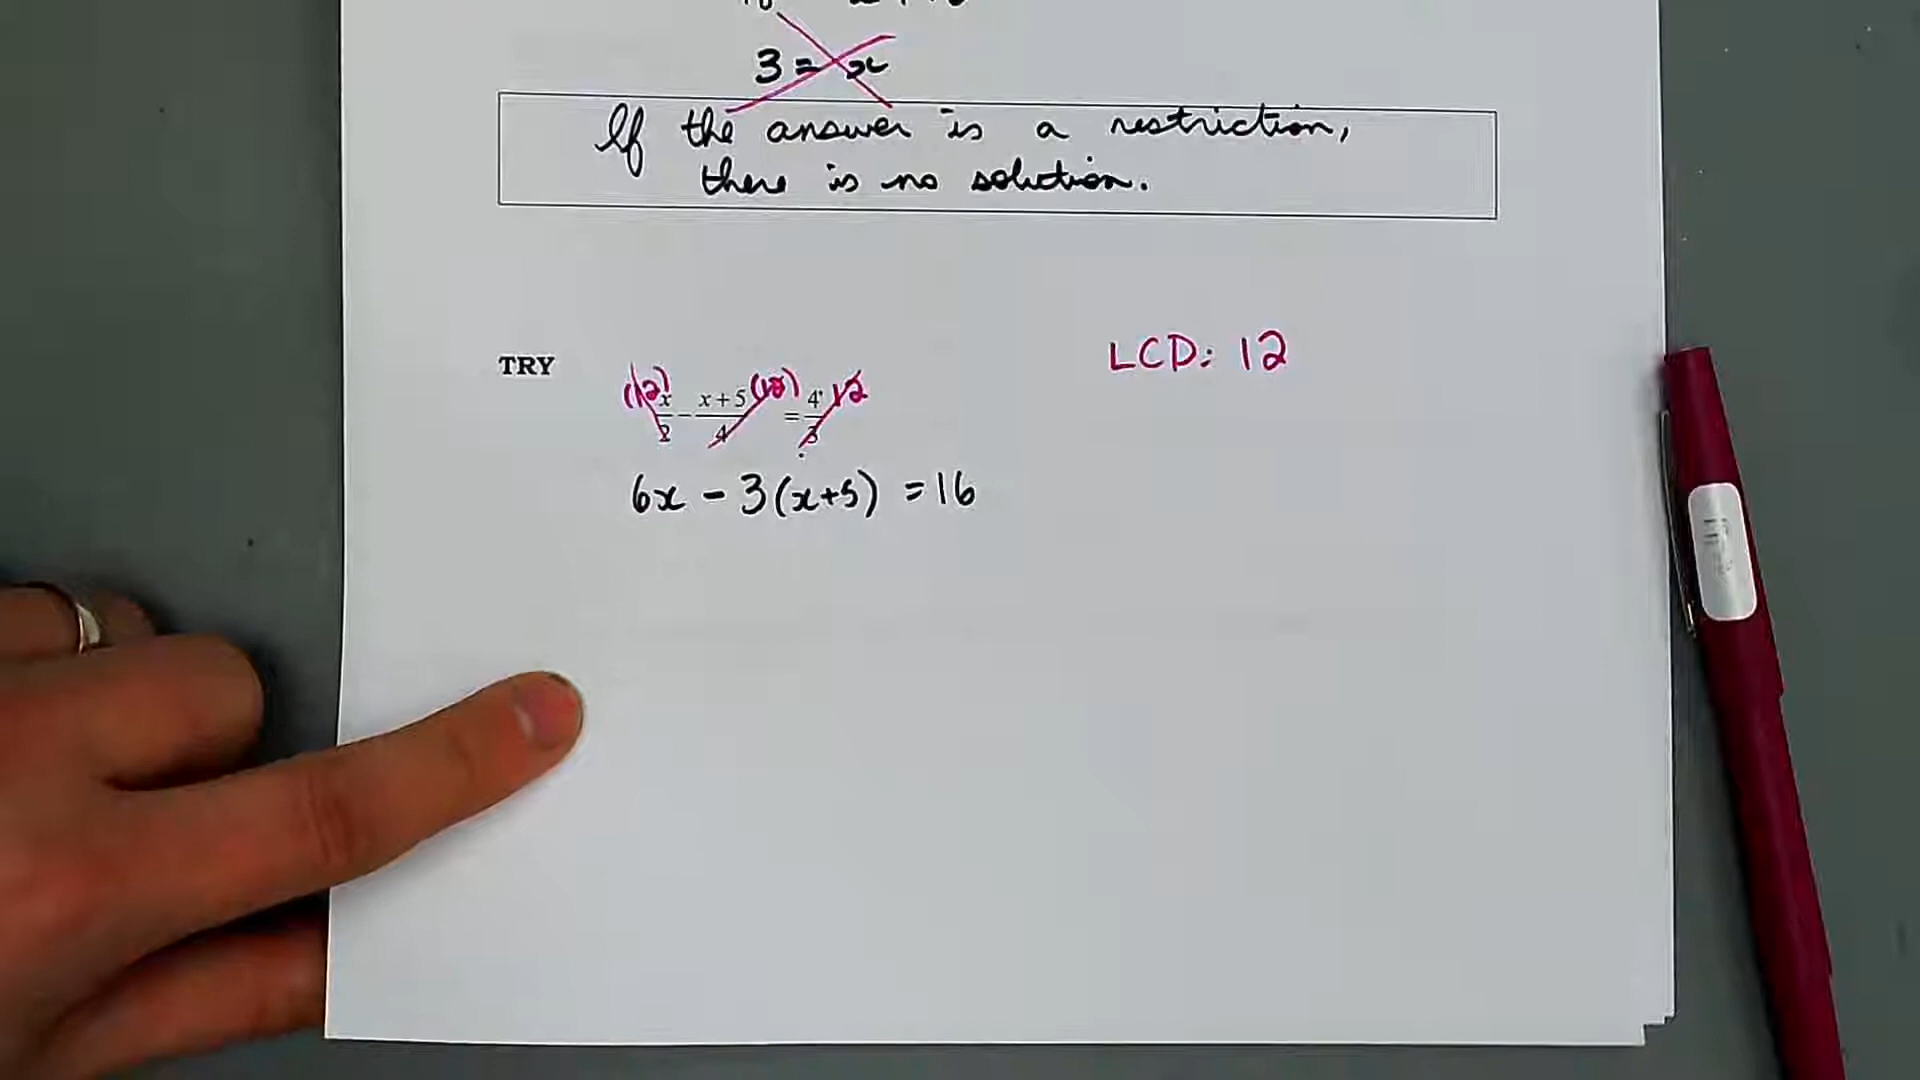 3 = x
If the answer is a restriction,
there is no solution.
TRY
LCD: 12
(12) x/2 - x + 5/4 (12) = 4/3 12
6x - 3(x+5) = 16